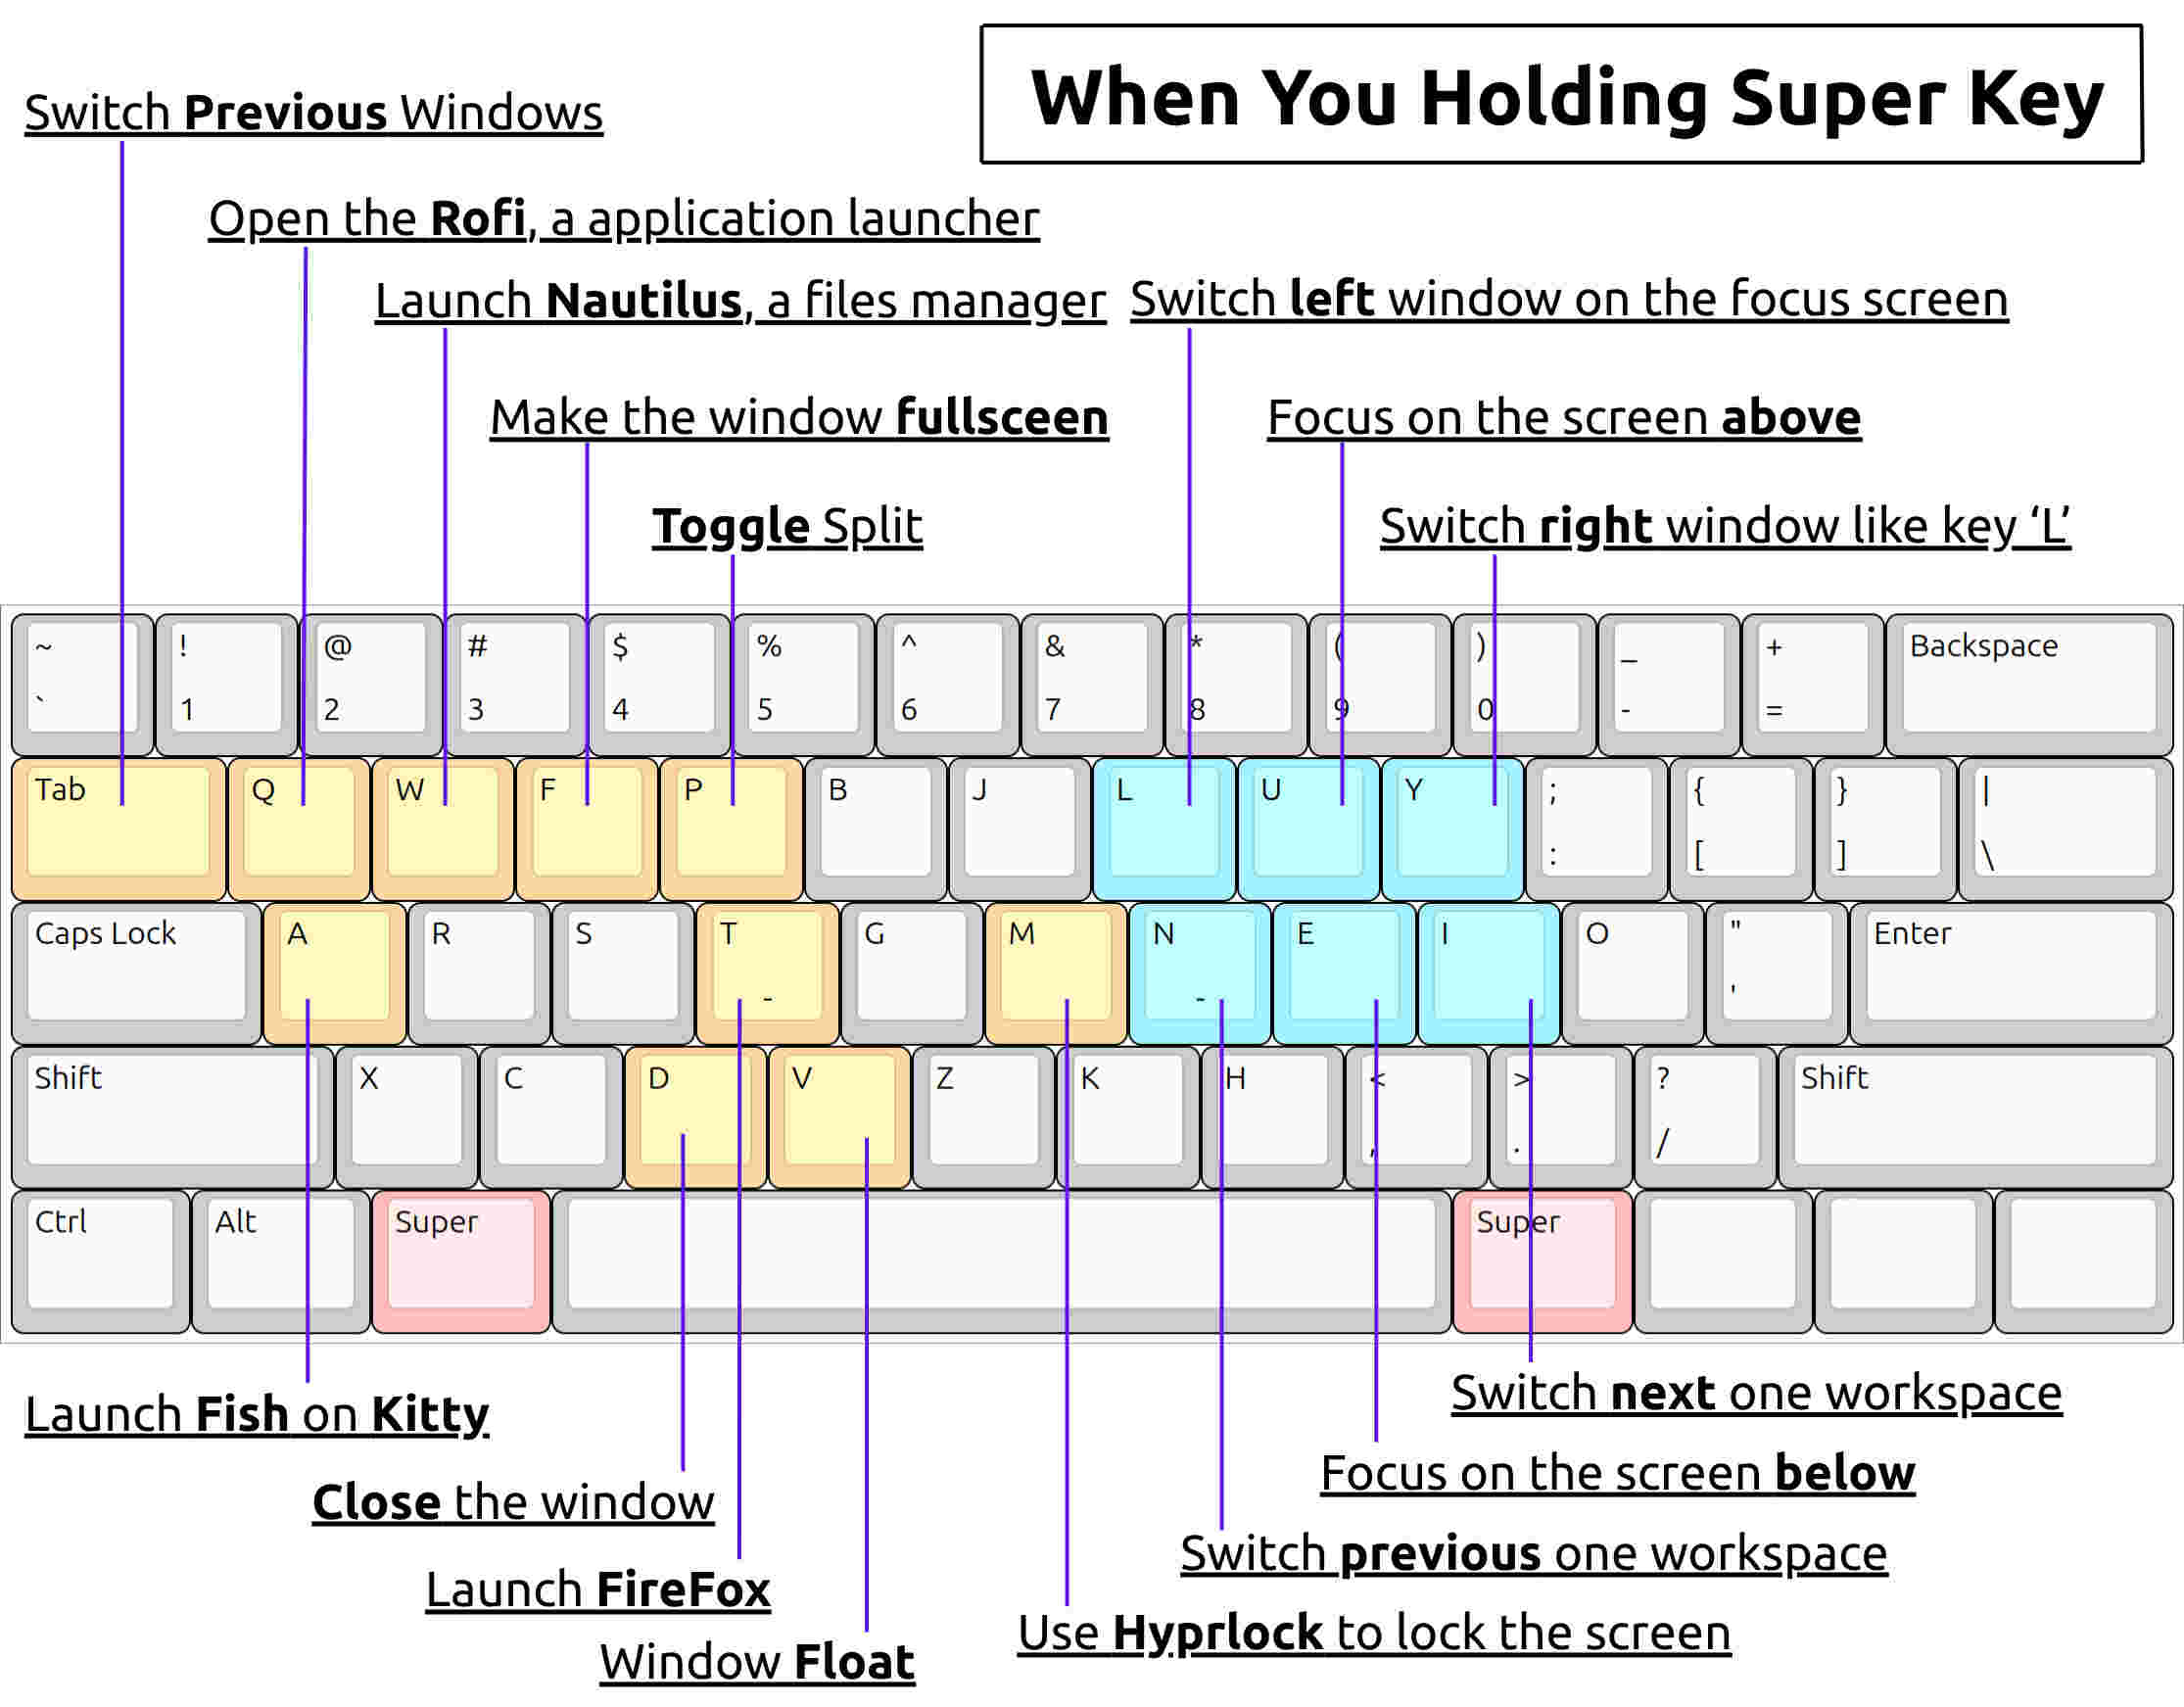 When You Holding Super Key
Switch Previous Windows
Open the Rofi, a application launcher
Launch Nautilus, a files manager
Switch left window on the focus screen
Make the window fullsceen
Focus on the screen above
Toggle Split
Switch right window like key ‘L’
~ ! @ # $ % ^ & * ( ) _ + Backspace
` 1 2 3 4 5 6 7 8 9 0 - =
Tab Q W F P B J L U Y ; { } |
: [ ] \
Caps Lock A R S T G M N E I O " Enter
- - '
Shift X C D V Z K H < > ? Shift
, . /
Ctrl Alt Super Super
Switch next one workspace
Launch Fish on Kitty
Focus on the screen below
Close the window
Switch previous one workspace
Launch FireFox
Use Hyprlock to lock the screen
Window Float